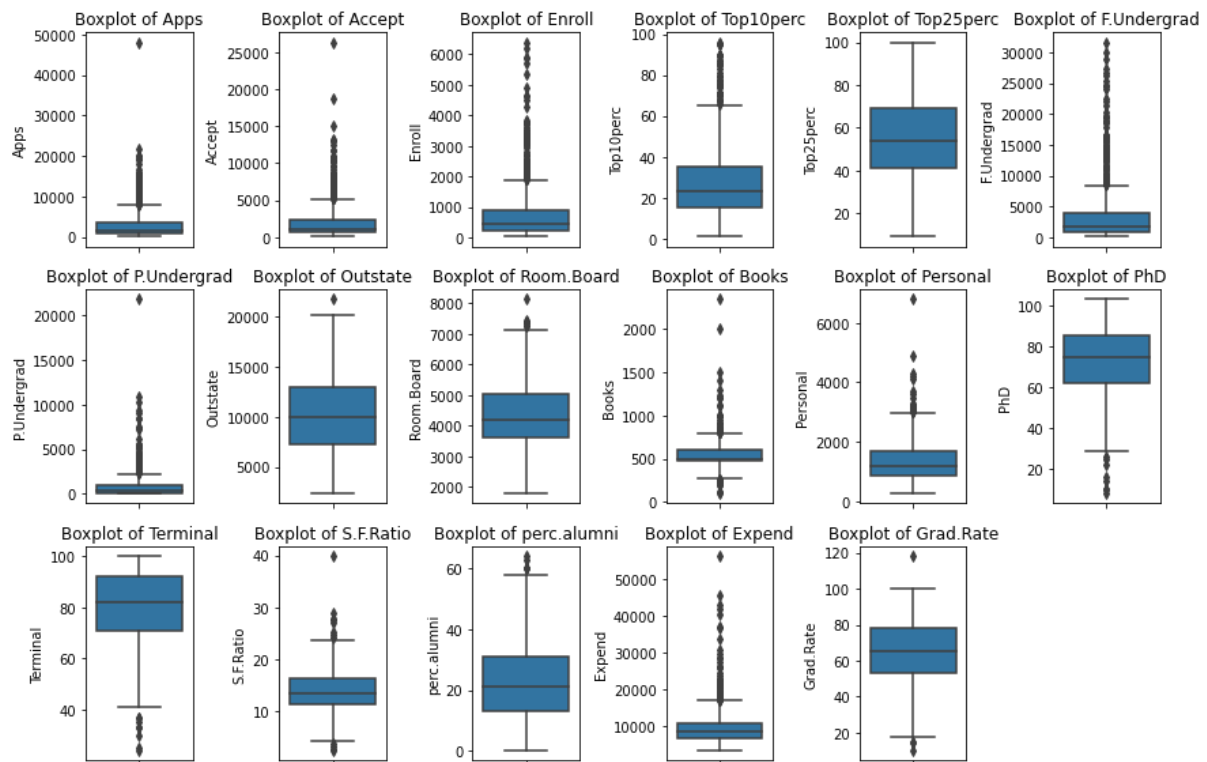 Boxplot of Apps
50000
40000
30000
20000
10000
0
Apps
Boxplot of Accept
25000
20000
15000
10000
5000
0
Accept
Boxplot of Enroll
6000
5000
4000
3000
2000
1000
0
Enroll
Boxplot of Top10perc
100
80
60
40
20
0
Top10perc
Boxplot of Top25perc
100
80
60
40
20
Top25perc
Boxplot of F.Undergrad
30000
25000
20000
15000
10000
5000
0
F.Undergrad
Boxplot of P.Undergrad
20000
15000
10000
5000
0
P.Undergrad
Boxplot of Outstate
20000
15000
10000
5000
Outstate
Boxplot of Room.Board
8000
7000
6000
5000
4000
3000
2000
Room.Board
Boxplot of Books
2000
1500
1000
500
0
Books
Boxplot of Personal
6000
4000
2000
0
Personal
Boxplot of PhD
100
80
60
40
20
PhD
Boxplot of Terminal
100
80
60
40
Terminal
Boxplot of S.F.Ratio
40
30
20
10
S.F.Ratio
Boxplot of perc.alumni
60
40
20
0
perc.alumni
Boxplot of Expend
50000
40000
30000
20000
10000
Expend
Boxplot of Grad.Rate
120
100
80
60
40
20
Grad.Rate